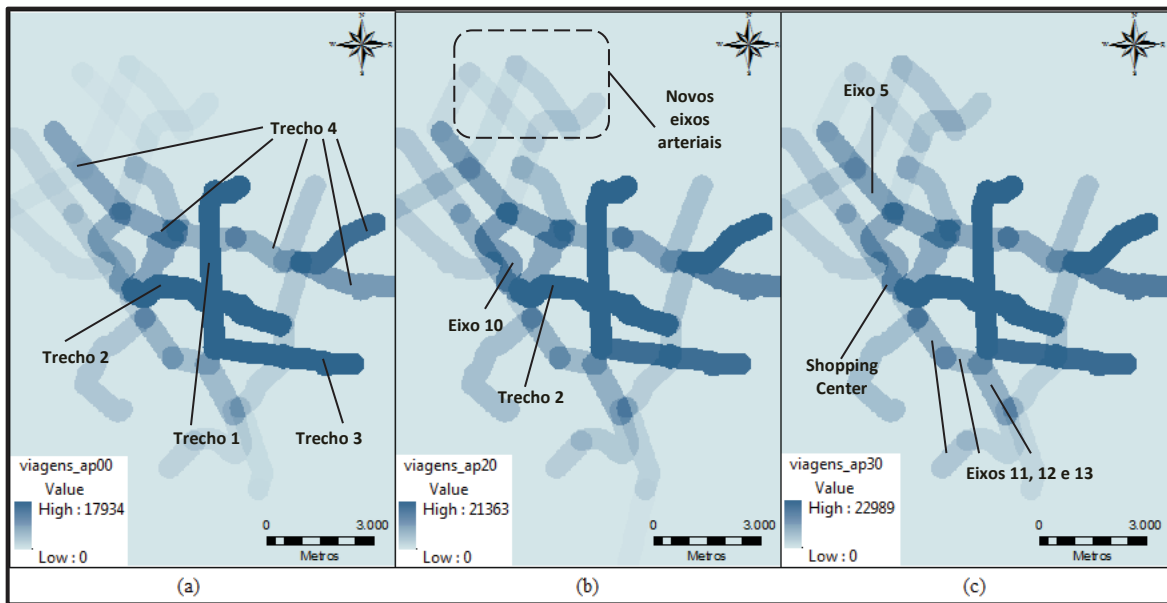 N
Trecho 4
Trecho 2
Trecho 1
Trecho 3
viagens_ap00
Value
High : 17934
Low : 0
0
3.000
Metros
(a)
N
Novos
eixos
arteriais
Eixo 10
Trecho 2
viagens_ap20
Value
High : 21363
Low : 0
0
3.000
Metros
(b)
N
Eixo 5
Shopping
Center
Eixos 11, 12 e 13
viagens_ap30
Value
High : 22989
Low : 0
0
3.000
Metros
(c)